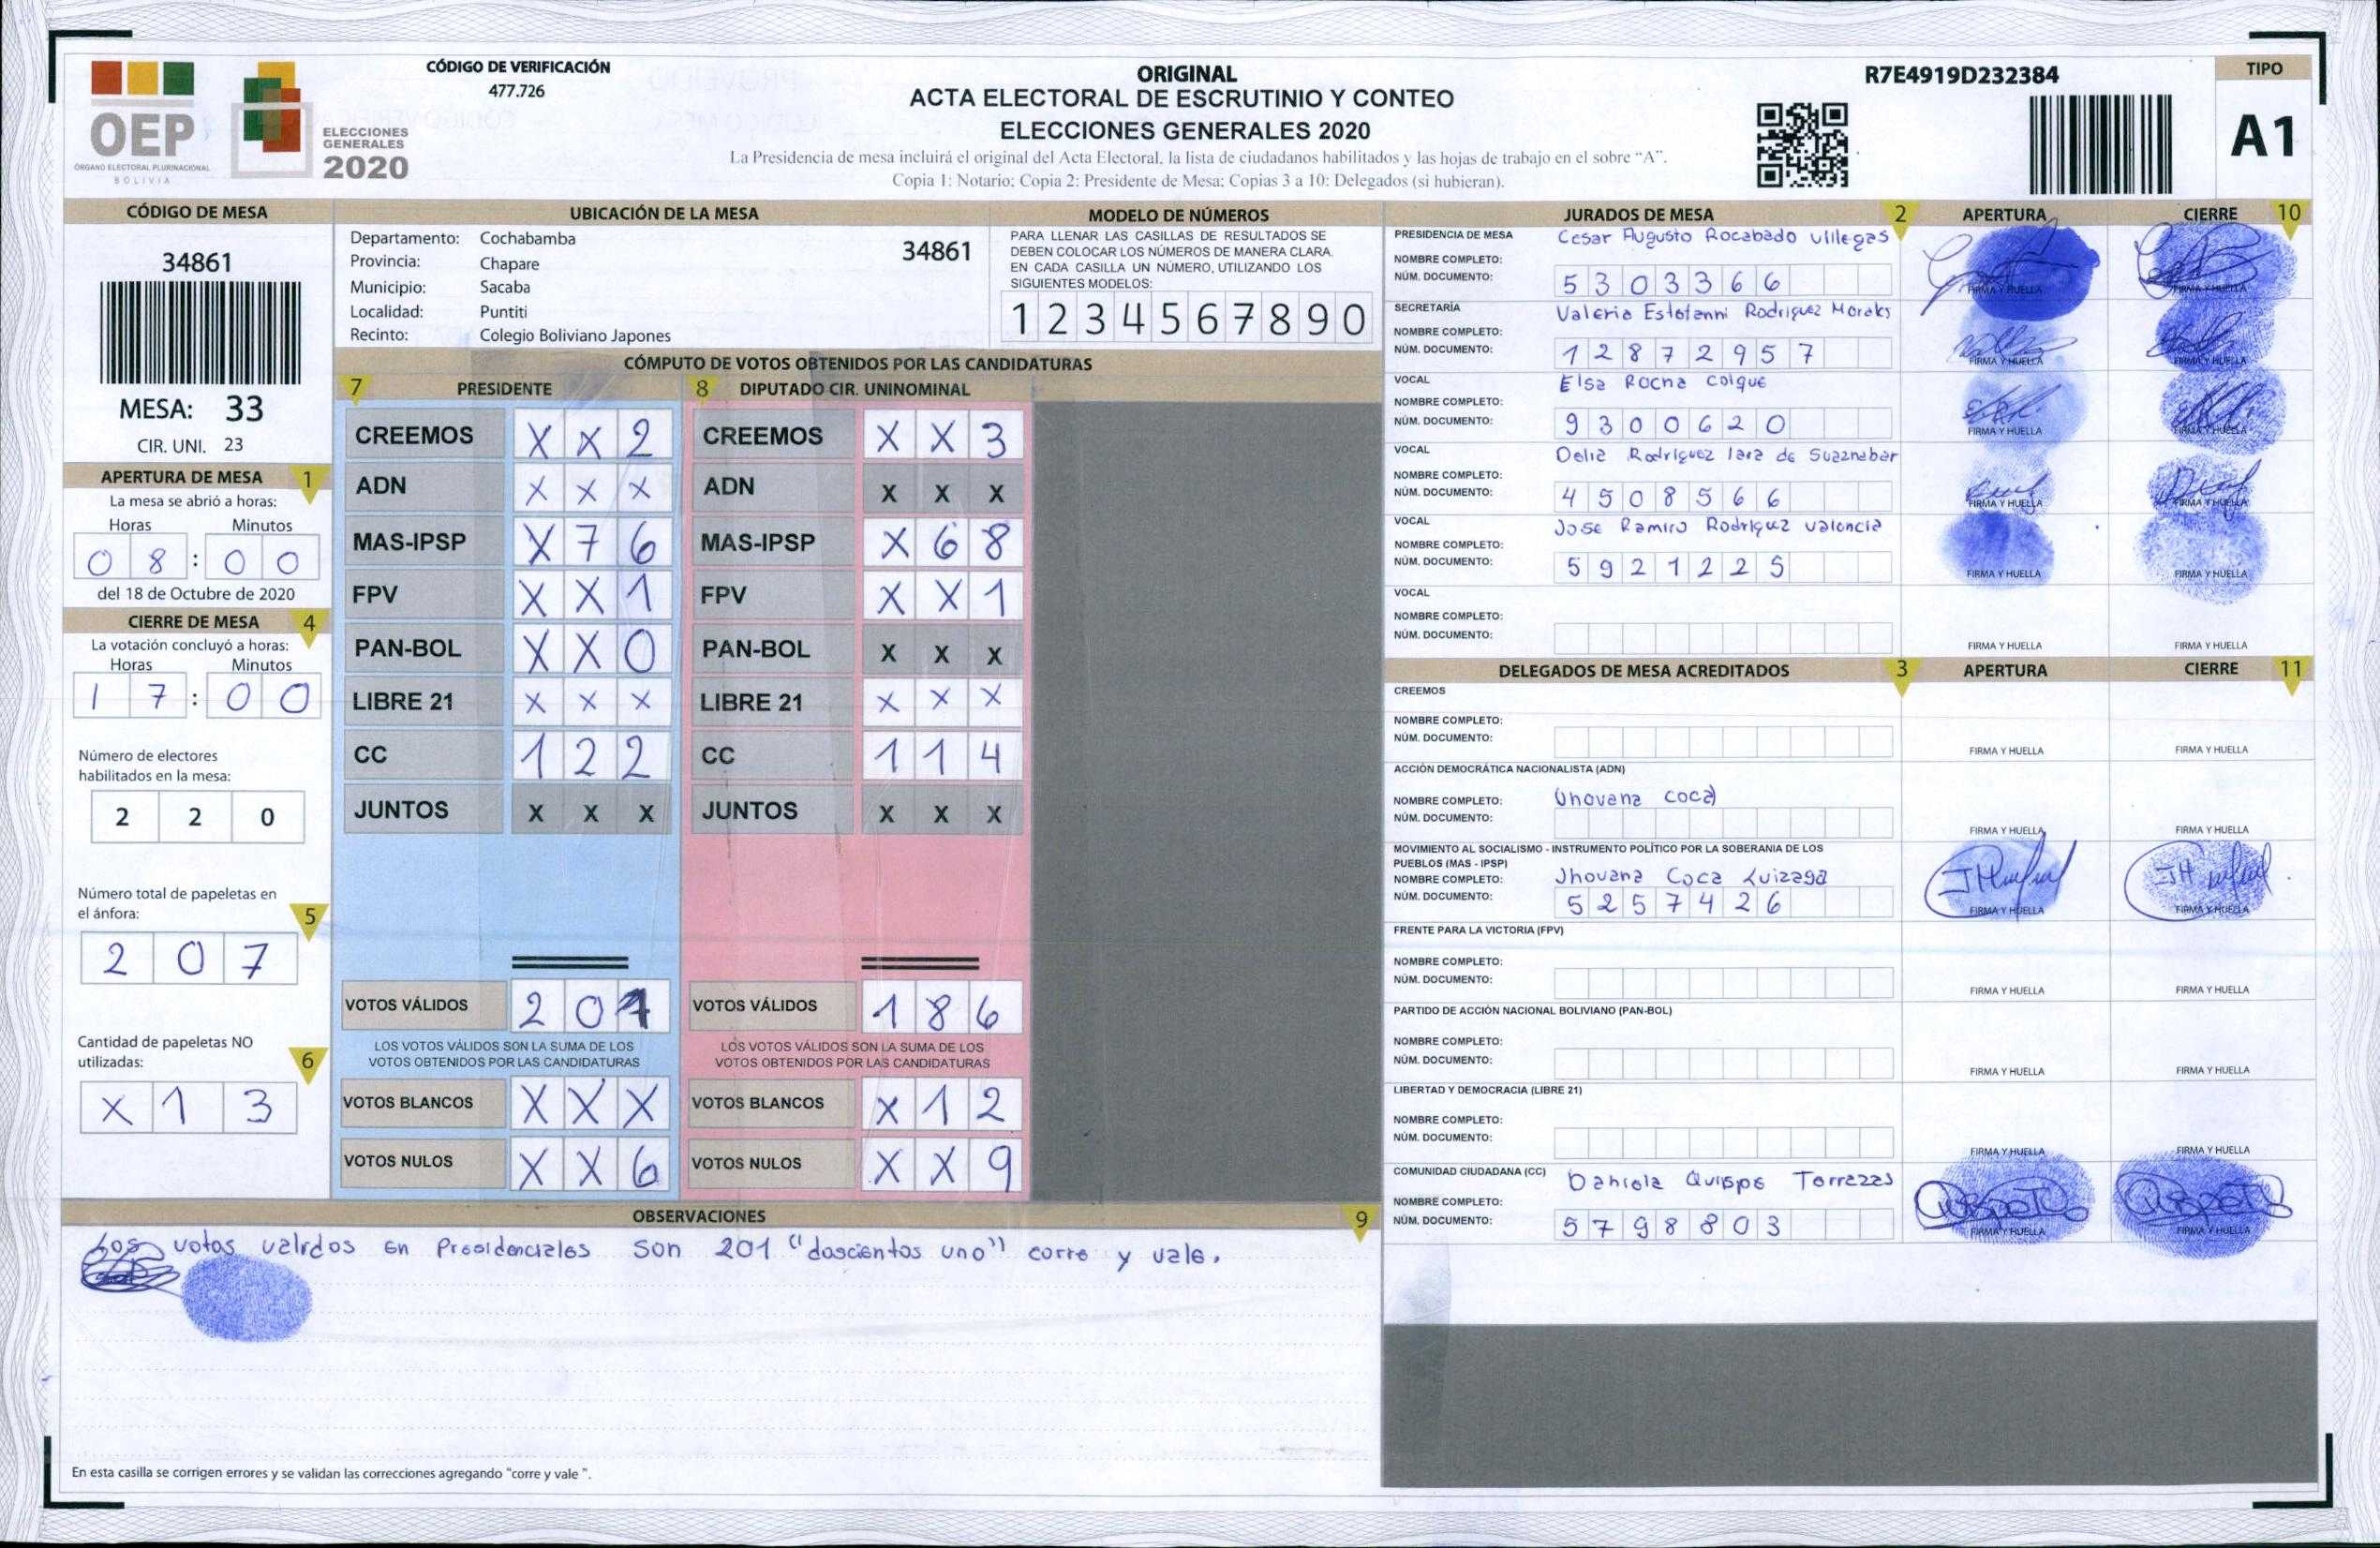 OEP
ÓRGANO ELECTORAL PLURINACIONAL
BOLIVIA
ELECCIONES
GENERALES
2020
CÓDIGO DE VERIFICACIÓN
477.726
ORIGINAL
ACTA ELECTORAL DE ESCRUTINIO Y CONTEO
ELECCIONES GENERALES 2020
La Presidencia de mesa incluirá el original del Acta Electoral, la lista de ciudadanos habilitados y las hojas de trabajo en el sobre “A”.
Copia 1: Notario; Copia 2: Presidente de Mesa; Copias 3 a 10: Delegados (si hubieran).
R7E4919D232384
TIPO
A1
CÓDIGO DE MESA
34861
MESA: 33
CIR. UNI. 23
APERTURA DE MESA 1
La mesa se abrió a horas:
Horas Minutos
0 8 : 0 0
del 18 de Octubre de 2020
CIERRE DE MESA 4
La votación concluyó a horas:
Horas Minutos
1 7 : 0 0
Número de electores
habilitados en la mesa:
2 2 0
Número total de papeletas en
el ánfora:
5
2 0 7
Cantidad de papeletas NO
utilizadas:
6
X 1 3
UBICACIÓN DE LA MESA
Departamento: Cochabamba
34861
Provincia: Chapare
Municipio: Sacaba
Localidad: Puntiti
Recinto: Colegio Boliviano Japones
MODELO DE NÚMEROS
PARA LLENAR LAS CASILLAS DE RESULTADOS SE
DEBEN COLOCAR LOS NÚMEROS DE MANERA CLARA.
EN CADA CASILLA UN NÚMERO, UTILIZANDO LOS
SIGUIENTES MODELOS:
1 2 3 4 5 6 7 8 9 0
CÓMPUTO DE VOTOS OBTENIDOS POR LAS CANDIDATURAS
7 PRESIDENTE 8 DIPUTADO CIR. UNINOMINAL
CREEMOS X X 2 CREEMOS X X 3
ADN X X X ADN X X X
MAS-IPSP X 7 6 MAS-IPSP X 6 8
FPV X X 1 FPV X X 1
PAN-BOL X X 0 PAN-BOL X X X
LIBRE 21 X X X LIBRE 21 X X X
CC 1 2 2 CC 1 1 4
JUNTOS X X X JUNTOS X X X
VOTOS VÁLIDOS 2 0 1 VOTOS VÁLIDOS 1 8 6
LOS VOTOS VÁLIDOS SON LA SUMA DE LOS LOS VOTOS VÁLIDOS SON LA SUMA DE LOS
VOTOS OBTENIDOS POR LAS CANDIDATURAS VOTOS OBTENIDOS POR LAS CANDIDATURAS
VOTOS BLANCOS X X X VOTOS BLANCOS X 1 2
VOTOS NULOS X X 6 VOTOS NULOS X X 9
OBSERVACIONES 9
Los votos validos en Presidenciales son 201 "doscientos uno" corre y vale.
En esta casilla se corrigen errores y se validan las correcciones agregando “corre y vale ”.
JURADOS DE MESA 2 APERTURA CIERRE 10
PRESIDENCIA DE MESA Cesar Augusto Rocabado Villegas
NOMBRE COMPLETO:
NÚM. DOCUMENTO: 5 3 0 3 3 6 6 FIRMA Y HUELLA FIRMA Y HUELLA
SECRETARÍA Valeria Estefanni Rodriguez Morales
NOMBRE COMPLETO:
NÚM. DOCUMENTO: 1 2 8 7 2 9 5 7 FIRMA Y HUELLA FIRMA Y HUELLA
VOCAL Elsa Rocha Colque
NOMBRE COMPLETO:
NÚM. DOCUMENTO: 9 3 0 0 6 2 0 FIRMA Y HUELLA FIRMA Y HUELLA
VOCAL Delia Rodriguez lara de Suaznabar
NOMBRE COMPLETO:
NÚM. DOCUMENTO: 4 5 0 8 5 6 6 FIRMA Y HUELLA FIRMA Y HUELLA
VOCAL Jose Ramiro Rodriguez Valencia
NOMBRE COMPLETO:
NÚM. DOCUMENTO: 5 9 2 1 2 2 5 FIRMA Y HUELLA FIRMA Y HUELLA
VOCAL
NOMBRE COMPLETO:
NÚM. DOCUMENTO: FIRMA Y HUELLA FIRMA Y HUELLA
DELEGADOS DE MESA ACREDITADOS 3 APERTURA CIERRE 11
CREEMOS
NOMBRE COMPLETO:
NÚM. DOCUMENTO: FIRMA Y HUELLA FIRMA Y HUELLA
ACCIÓN DEMOCRÁTICA NACIONALISTA (ADN)
NOMBRE COMPLETO: Jhovana Coca
NÚM. DOCUMENTO: FIRMA Y HUELLA FIRMA Y HUELLA
MOVIMIENTO AL SOCIALISMO - INSTRUMENTO POLÍTICO POR LA SOBERANIA DE LOS
PUEBLOS (MAS - IPSP)
NOMBRE COMPLETO: Jhovana Coca Luizaga
NÚM. DOCUMENTO: 5 2 5 7 4 2 6 FIRMA Y HUELLA FIRMA Y HUELLA
FRENTE PARA LA VICTORIA (FPV)
NOMBRE COMPLETO:
NÚM. DOCUMENTO: FIRMA Y HUELLA FIRMA Y HUELLA
PARTIDO DE ACCIÓN NACIONAL BOLIVIANO (PAN-BOL)
NOMBRE COMPLETO:
NÚM. DOCUMENTO: FIRMA Y HUELLA FIRMA Y HUELLA
LIBERTAD Y DEMOCRACIA (LIBRE 21)
NOMBRE COMPLETO:
NÚM. DOCUMENTO: FIRMA Y HUELLA FIRMA Y HUELLA
COMUNIDAD CIUDADANA (CC) Daniela Quispe Torrazas
NOMBRE COMPLETO:
NÚM. DOCUMENTO: 5 7 9 8 8 0 3 FIRMA Y HUELLA FIRMA Y HUELLA